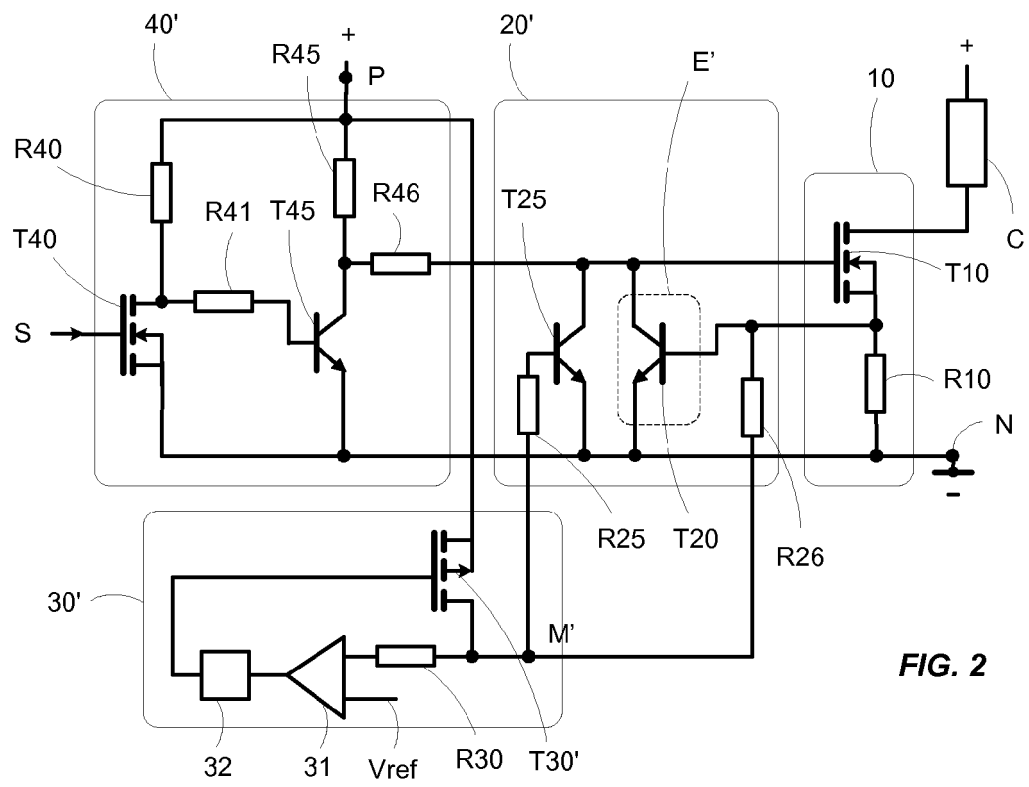 40'
20'
+
R45
P
E’
+
10
R40
R41
T45
R46
T25
T40
C
T10
S
R10
N
-
R25
T20
R26
30'
M’
FIG. 2
32
31
Vref
R30
T30'